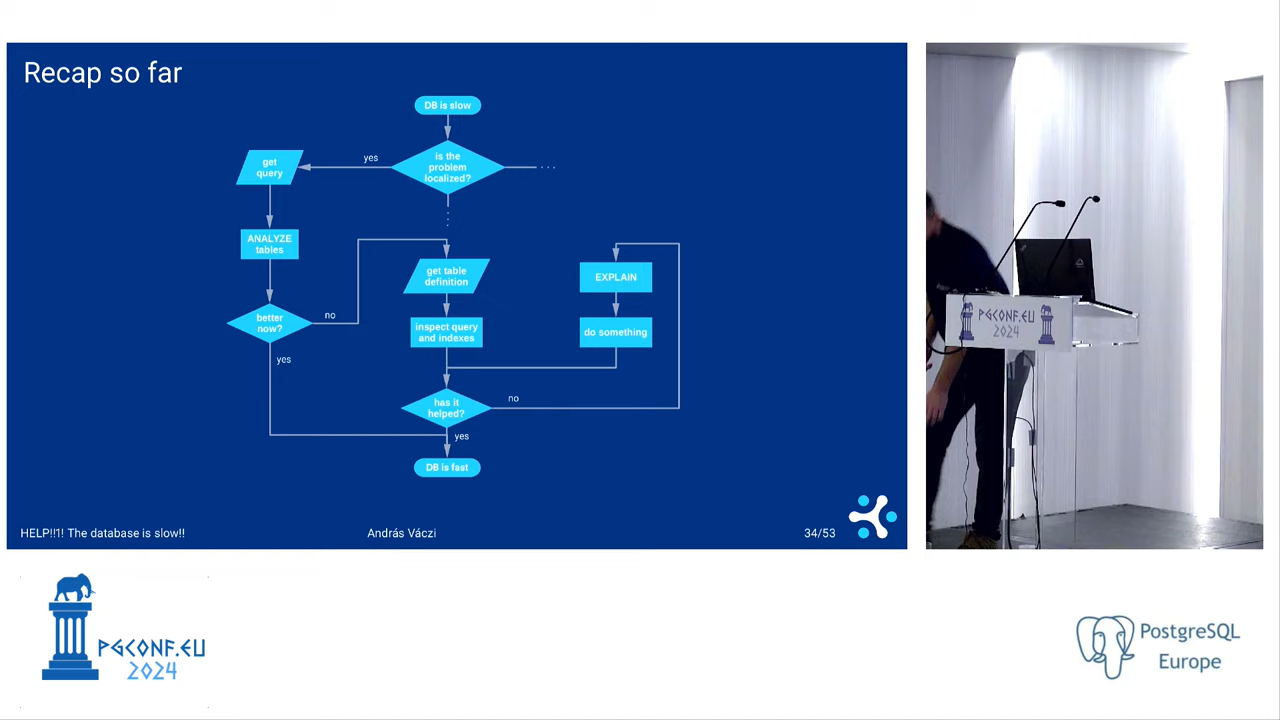 Recap so far
DB is slow
is the
problem
localized?
yes
. . .
get
query
ANALYZE
tables
better
now?
no
yes
get table
definition
inspect query
and indexes
EXPLAIN
do something
has it
helped?
no
yes
DB is fast
HELP!!1! The database is slow!!
András Váczi
34/53
PGCONF.EU
2024
PGCONF.EU
2024
PostgreSQL
Europe